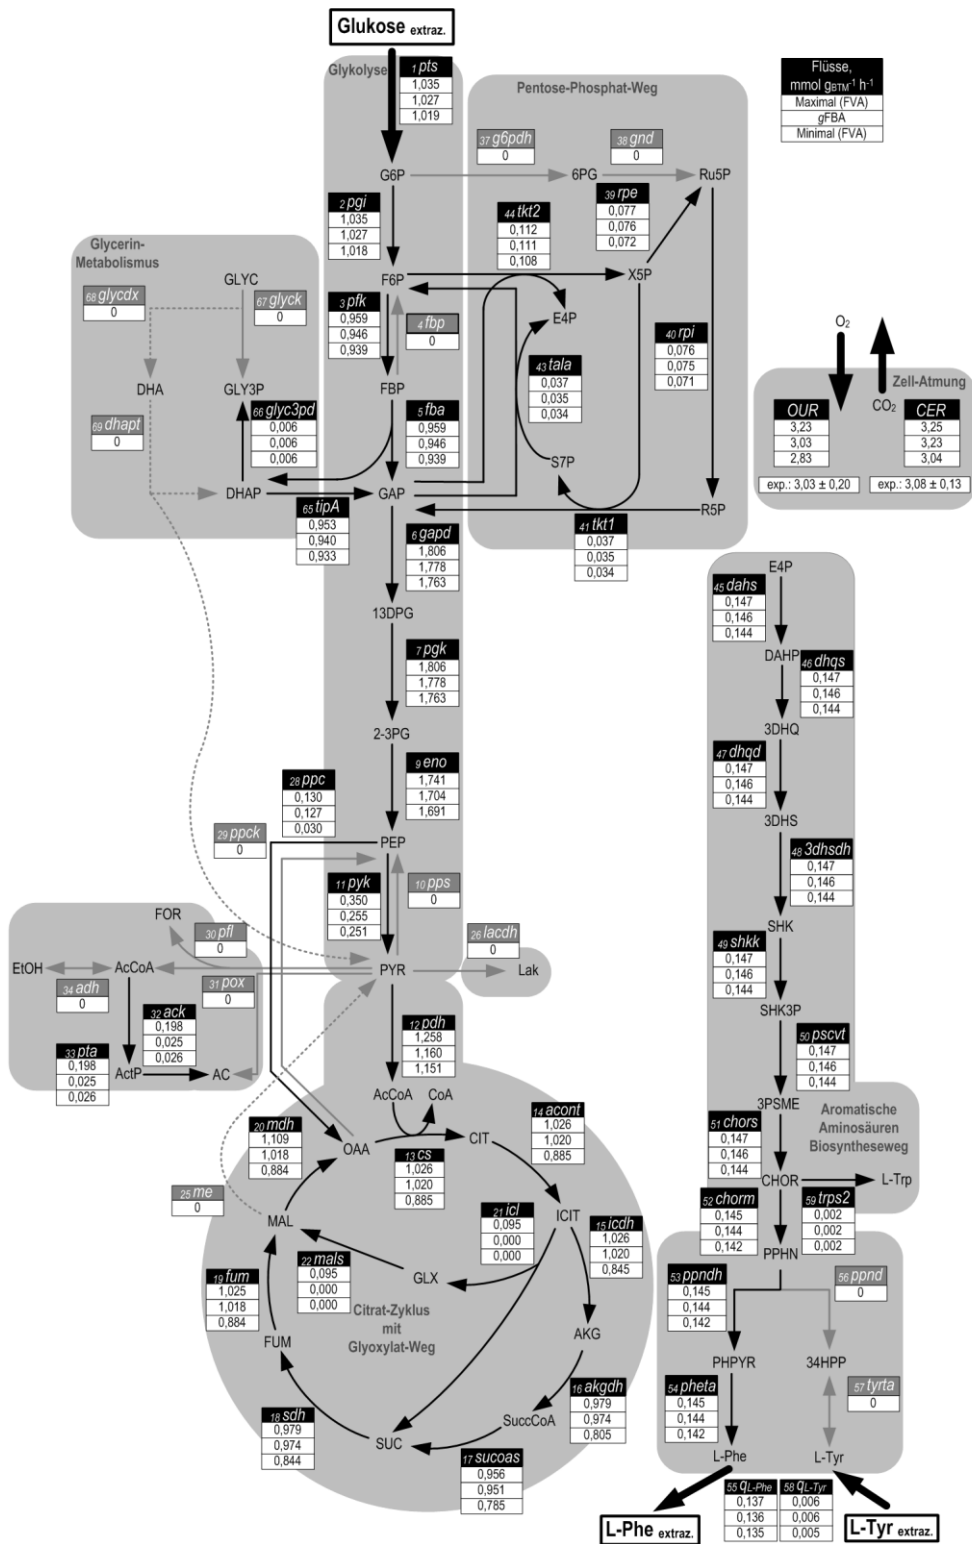 Glukose extraz.
Glykolyse
1 pts
1,035
1,027
1,019
Flüsse,
mmol gBTM⁻¹ h⁻¹
Maximal (FVA)
gFBA
Minimal (FVA)
Pentose-Phosphat-Weg
37 g6pdh
0
38 gnd
0
G6P
6PG
Ru5P
2 pgi
1,035
1,027
1,018
44 tkt2
0,112
0,111
0,108
39 rpe
0,077
0,076
0,072
Glycerin-
Metabolismus
GLYC
68 glycdx
0
67 glyck
0
F6P
X5P
3 pfk
0,959
0,946
0,939
4 fbp
0
E4P
40 rpi
0,076
0,075
0,071
O2
CO2
Zell-Atmung
OUR
3,23
3,03
2,83
CER
3,25
3,23
3,04
exp.: 3,03 ± 0,20
exp.: 3,08 ± 0,13
DHA
GLY3P
FBP
43 tala
0,037
0,035
0,034
66 glyc3pd
0,006
0,006
0,006
5 fba
0,959
0,946
0,939
69 dhapt
0
S7P
DHAP
GAP
R5P
65 tipA
0,953
0,940
0,933
41 tkt1
0,037
0,035
0,034
6 gapd
1,806
1,778
1,763
13DPG
7 pgk
1,806
1,778
1,763
2-3PG
9 eno
1,741
1,704
1,691
28 ppc
0,130
0,127
0,030
29 ppck
0
PEP
11 pyk
0,350
0,255
0,251
10 pps
0
26 lacdh
0
PYR
Lak
FOR
30 pfl
0
EtOH
AcCoA
34 adh
0
31 pox
0
32 ack
0,198
0,025
0,026
33 pta
0,198
0,025
0,026
ActP
AC
12 pdh
1,258
1,160
1,151
AcCoA
CoA
20 mdh
1,109
1,018
0,884
OAA
CIT
14 acont
1,026
1,020
0,885
13 cs
1,026
1,020
0,885
25 me
0
MAL
21 icl
0,095
0,000
0,000
ICIT
15 icdh
1,026
1,020
0,845
22 mals
0,095
0,000
0,000
GLX
19 fum
1,025
1,018
0,884
Citrat-Zyklus
mit
Glyoxylat-Weg
FUM
AKG
16 akgdh
0,979
0,974
0,805
18 sdh
0,979
0,974
0,844
SUC
SuccCoA
17 sucoas
0,956
0,951
0,785
E4P
45 dahs
0,147
0,146
0,144
DAHP
46 dhqs
0,147
0,146
0,144
3DHQ
47 dhqd
0,147
0,146
0,144
3DHS
48 3dhsdh
0,147
0,146
0,144
SHK
49 shkk
0,147
0,146
0,144
SHK3P
50 pscvt
0,147
0,146
0,144
3PSME
Aromatische
Aminosäuren
Biosyntheseweg
51 chors
0,147
0,146
0,144
CHOR
L-Trp
52 chorm
0,145
0,144
0,142
59 trps2
0,002
0,002
0,002
PPHN
53 ppndh
0,145
0,144
0,142
56 ppnd
0
PHPYR
34HPP
54 pheta
0,145
0,144
0,142
57 tyrta
0
L-Phe
L-Tyr
55 qL-Phe
0,137
0,136
0,135
58 qL-Tyr
0,006
0,006
0,005
L-Phe extraz.
L-Tyr extraz.